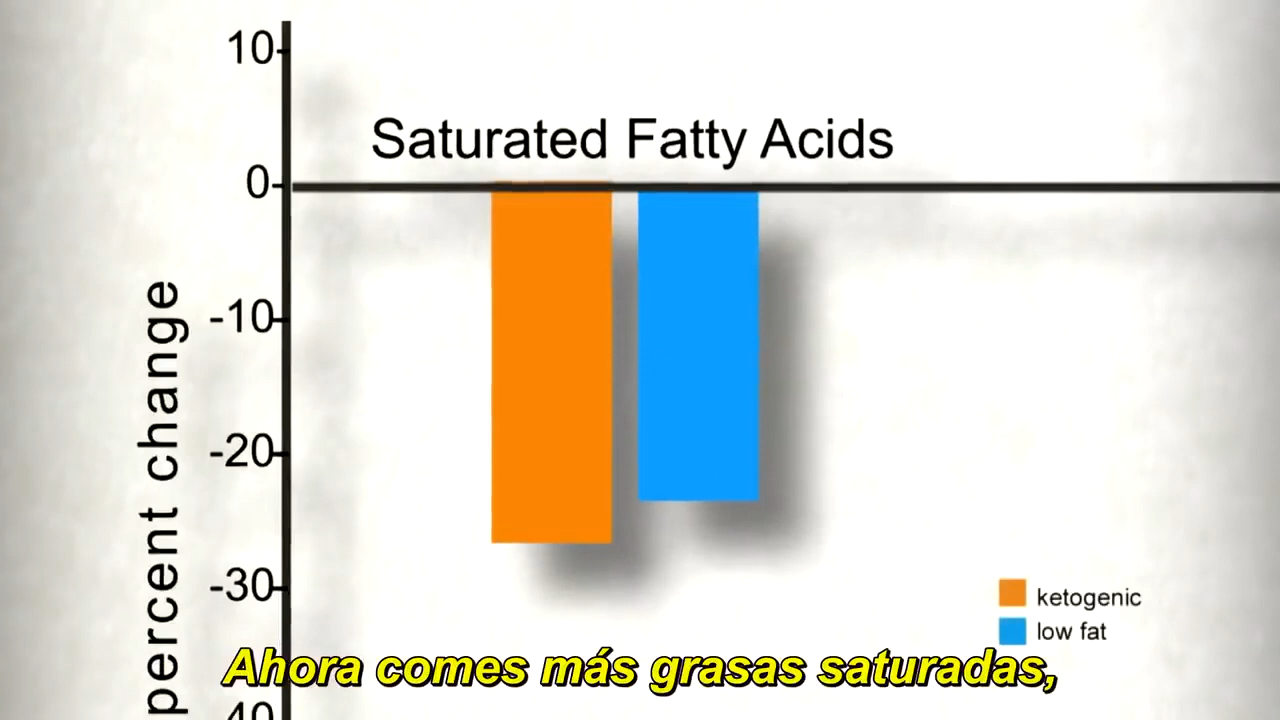 10
Saturated Fatty Acids
0
-10
-20
-30
40
percent change
ketogenic
low fat
Ahora comes más grasas saturadas,